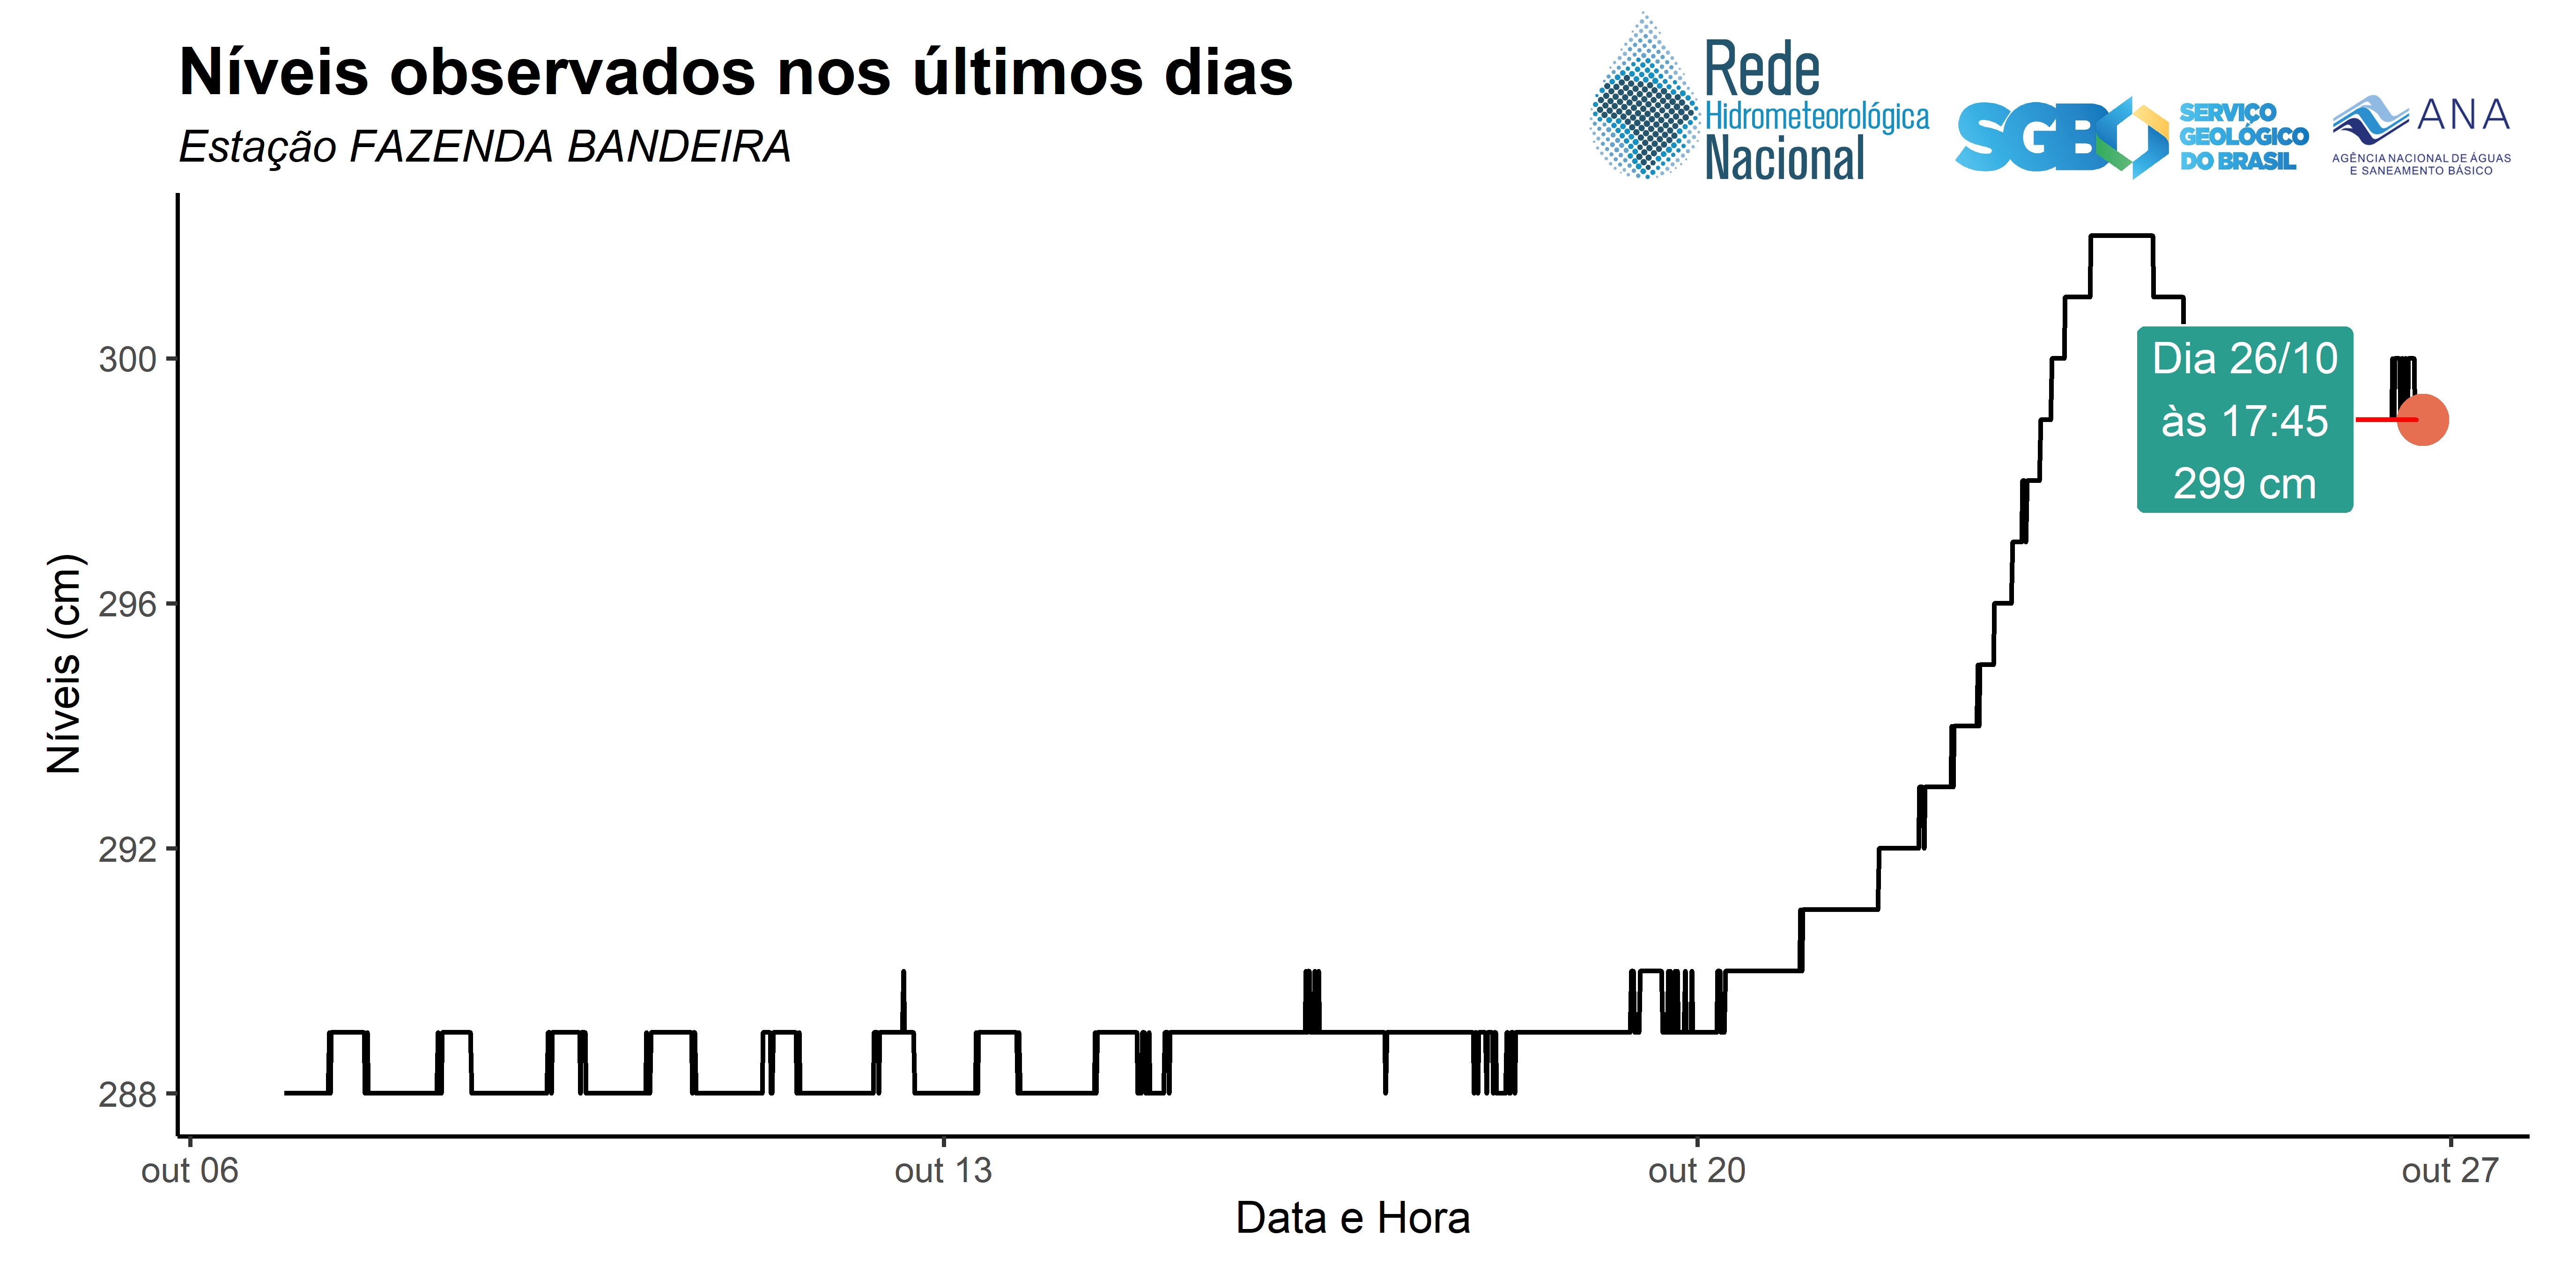 Níveis observados nos últimos dias
Estação FAZENDA BANDEIRA
Rede
Hidrometeorológica
Nacional
SGB
SERVIÇO
GEOLÓGICO
DO BRASIL
ANA
AGÊNCIA NACIONAL DE ÁGUAS
E SANEAMENTO BÁSICO
Níveis (cm)
300
296
292
288
Dia 26/10
às 17:45
299 cm
out 06
out 13
out 20
out 27
Data e Hora